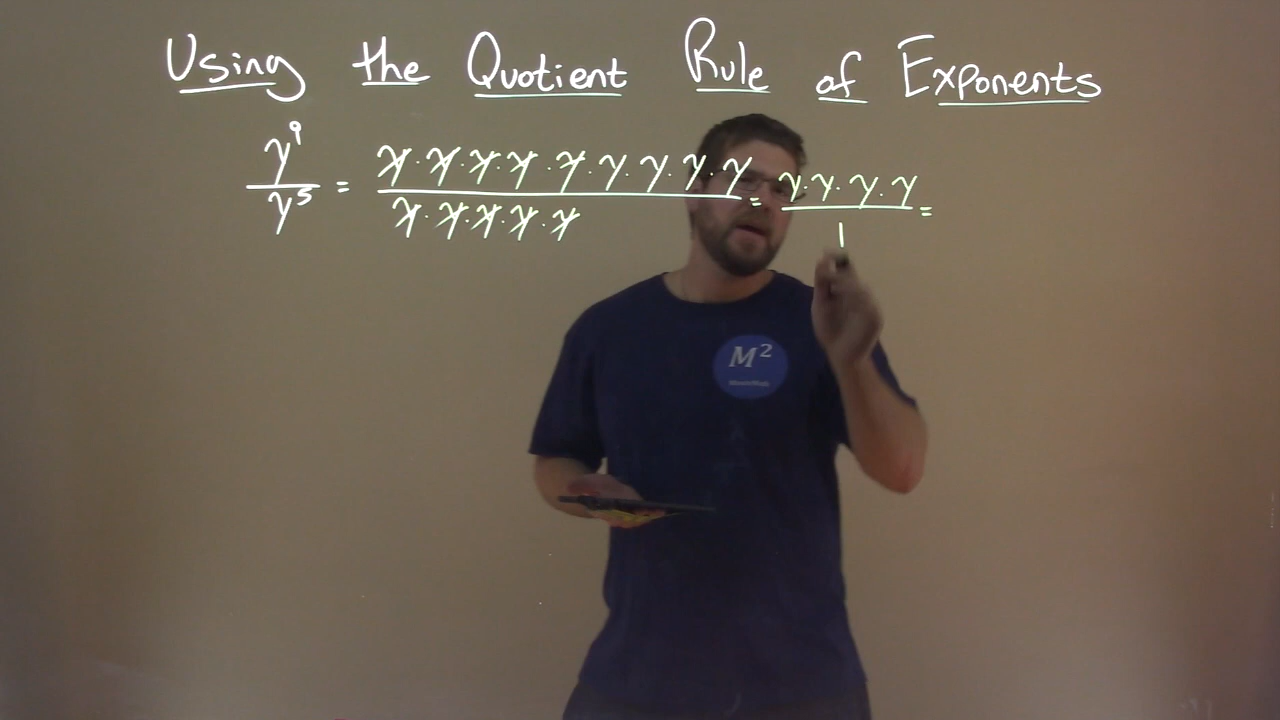 Using the Quotient Rule of Exponents
y⁹/y⁵ = y·y·y·y·y·y·y·y·y/y·y·y·y·y = y·y·y·y/1 =
M²